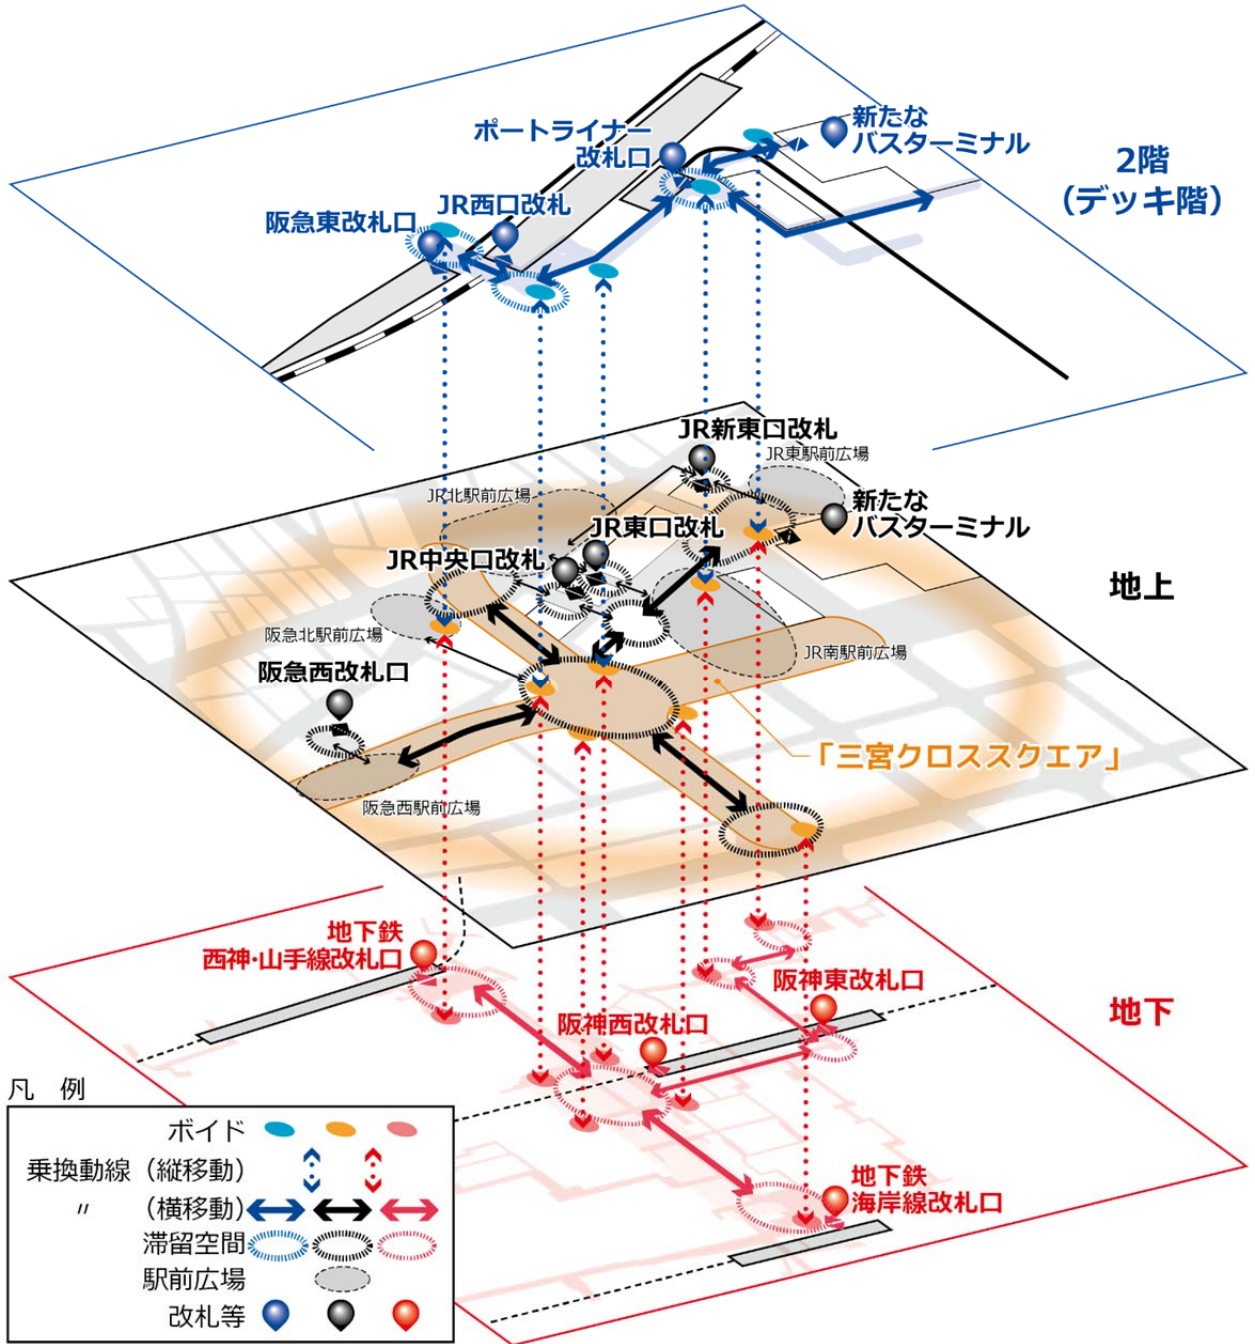 新たな
バスターミナル
ポートライナー
改札口
2階
（デッキ階）
JR西口改札
阪急東改札口
JR新東口改札
JR東駅前広場
JR北駅前広場
新たな
バスターミナル
JR東口改札
JR中央口改札
地上
阪急北駅前広場
JR南駅前広場
阪急西改札口
「三宮クロススクエア」
阪急西駅前広場
地下鉄
西神・山手線改札口
阪神東改札口
地下
阪神西改札口
地下鉄
海岸線改札口
凡　例
ボイド
乗換動線（縦移動）
〃　（横移動）
滞留空間
駅前広場
改札等